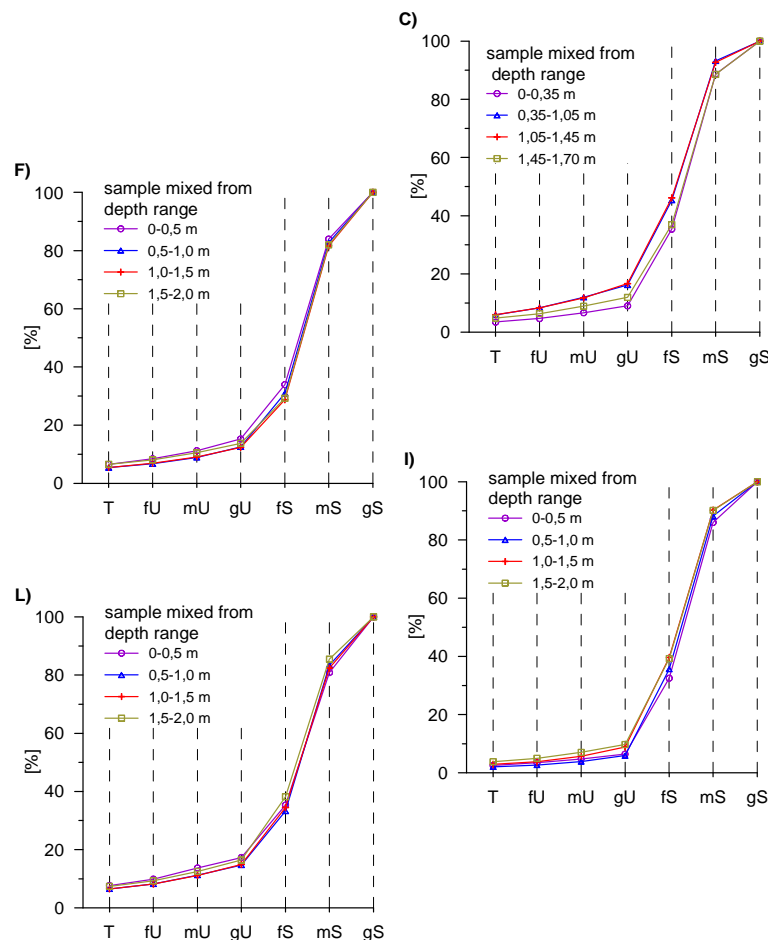 C)
sample mixed from
depth range
0-0,35 m
0,35-1,05 m
1,05-1,45 m
1,45-1,70 m
100
80
60
40
20
0
[%]
T fU mU gU fS mS gS
F)
sample mixed from
depth range
0-0,5 m
0,5-1,0 m
1,0-1,5 m
1,5-2,0 m
100
80
60
40
20
0
[%]
T fU mU gU fS mS gS
I)
sample mixed from
depth range
0-0,5 m
0,5-1,0 m
1,0-1,5 m
1,5-2,0 m
100
80
60
40
20
0
[%]
T fU mU gU fS mS gS
L)
sample mixed from
depth range
0-0,5 m
0,5-1,0 m
1,0-1,5 m
1,5-2,0 m
100
80
60
40
20
0
[%]
T fU mU gU fS mS gS